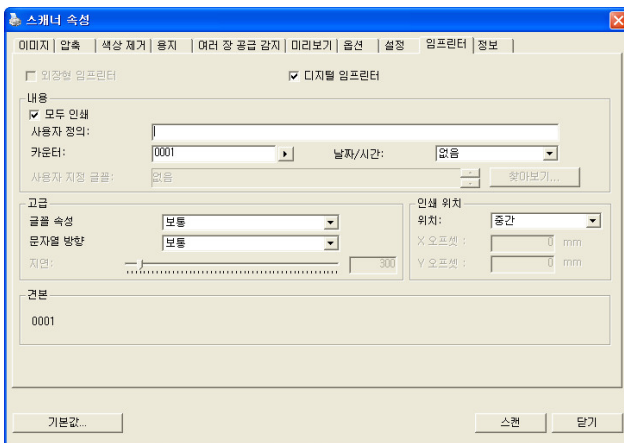 스캐너 속성
이미지 압축 색상 제거 용지 여러 장 공급 감지 미리보기 옵션 설정 임프린터 정보
외장형 임프린터 디지털 임프린터
내용
모두 인쇄
사용자 정의:
카운터: 0001 날짜/시간: 없음
사용자 지정 글꼴: 없음 찾아보기...
고급 인쇄 위치
글꼴 속성 보통 위치: 중간
문자열 방향 보통 X 오프셋 : 0 mm
지연: 300 Y 오프셋 : 0 mm
견본
0001
기본값... 스캔 닫기